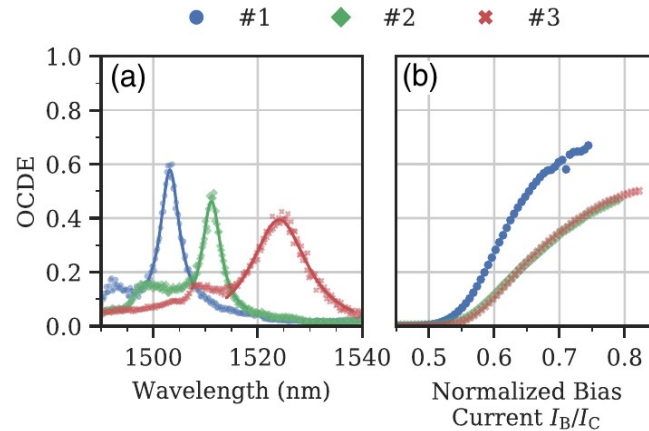 #1 #2 #3
(a) (b)
OCDE
1.0
0.8
0.6
0.4
0.2
0.0
1500 1520 1540
0.5 0.6 0.7 0.8
Wavelength (nm)
Normalized Bias
Current I_B/I_C